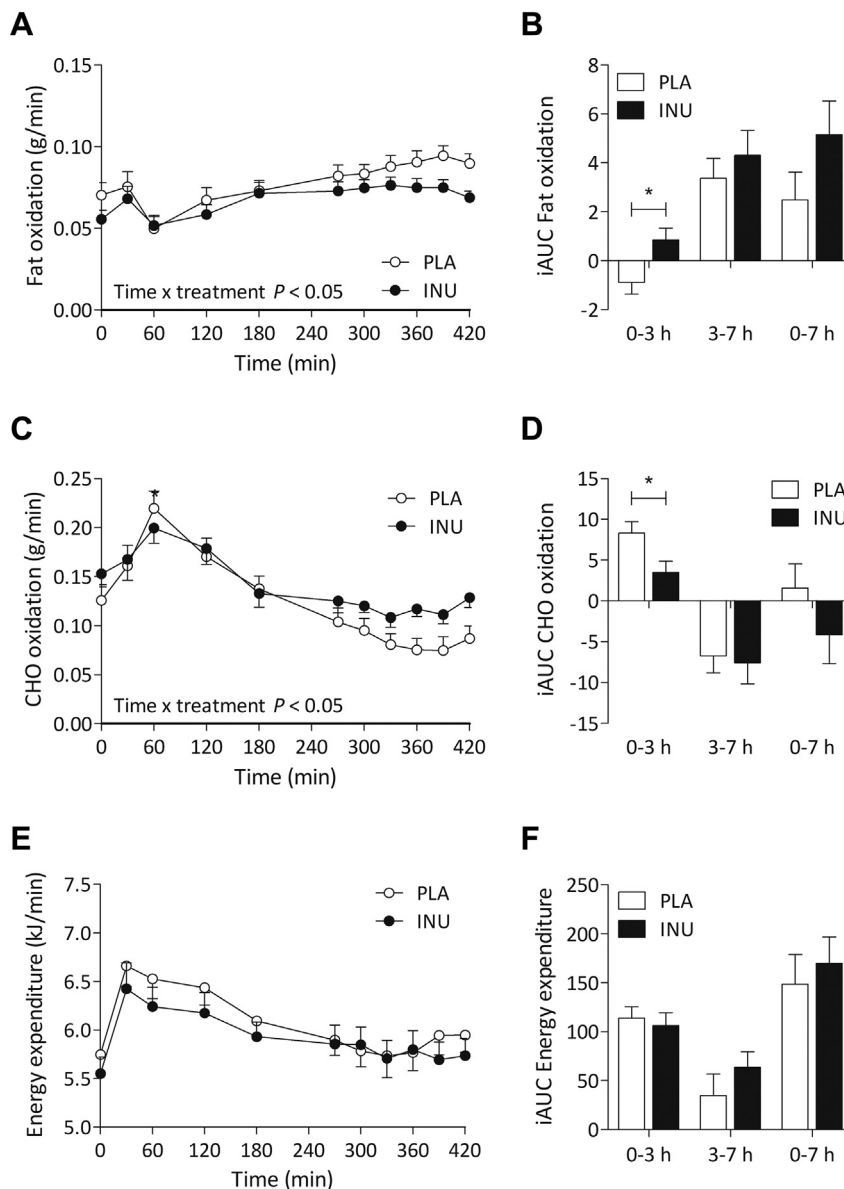 A
Fat oxidation (g/min)
0.15
0.10
0.05
0.00
PLA
INU
Time x treatment P < 0.05
0 60 120 180 240 300 360 420
Time (min)
B
iAUC Fat oxidation
8
6
4
2
0
-2
PLA
INU
*
0-3 h 3-7 h 0-7 h
C
CHO oxidation (g/min)
0.25
0.20
0.15
0.10
0.05
0.00
*
PLA
INU
Time x treatment P < 0.05
0 60 120 180 240 300 360 420
Time (min)
D
iAUC CHO oxidation
15
10
5
0
-5
-10
-15
*
PLA
INU
0-3 h 3-7 h 0-7 h
E
Energy expenditure (kJ/min)
7.5
7.0
6.5
6.0
5.5
5.0
PLA
INU
0 60 120 180 240 300 360 420
Time (min)
F
iAUC Energy expenditure
250
200
150
100
50
0
PLA
INU
0-3 h 3-7 h 0-7 h